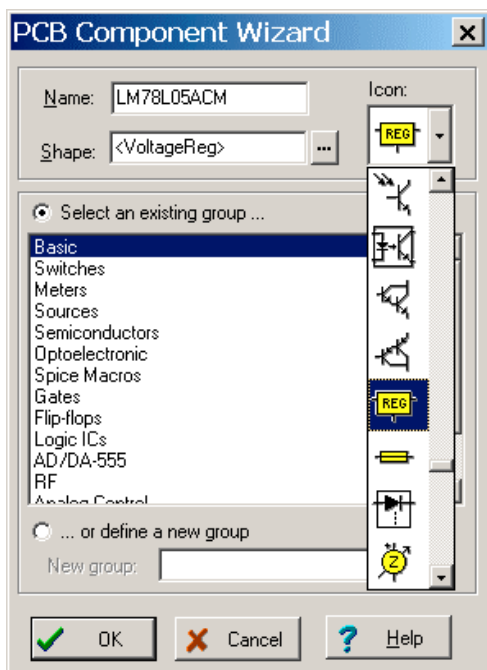 PCB Component Wizard
Name: LM78L05ACM
Icon:
REG
Shape: <VoltageReg> ...
Select an existing group ...
Basic
Switches
Meters
Sources
Semiconductors
Optoelectronic
Spice Macros
Gates
REG
Flip-flops
Logic ICs
AD/DA-555
RF
Analog Control
... or define a new group
New group:
Z
OK
Cancel
? Help